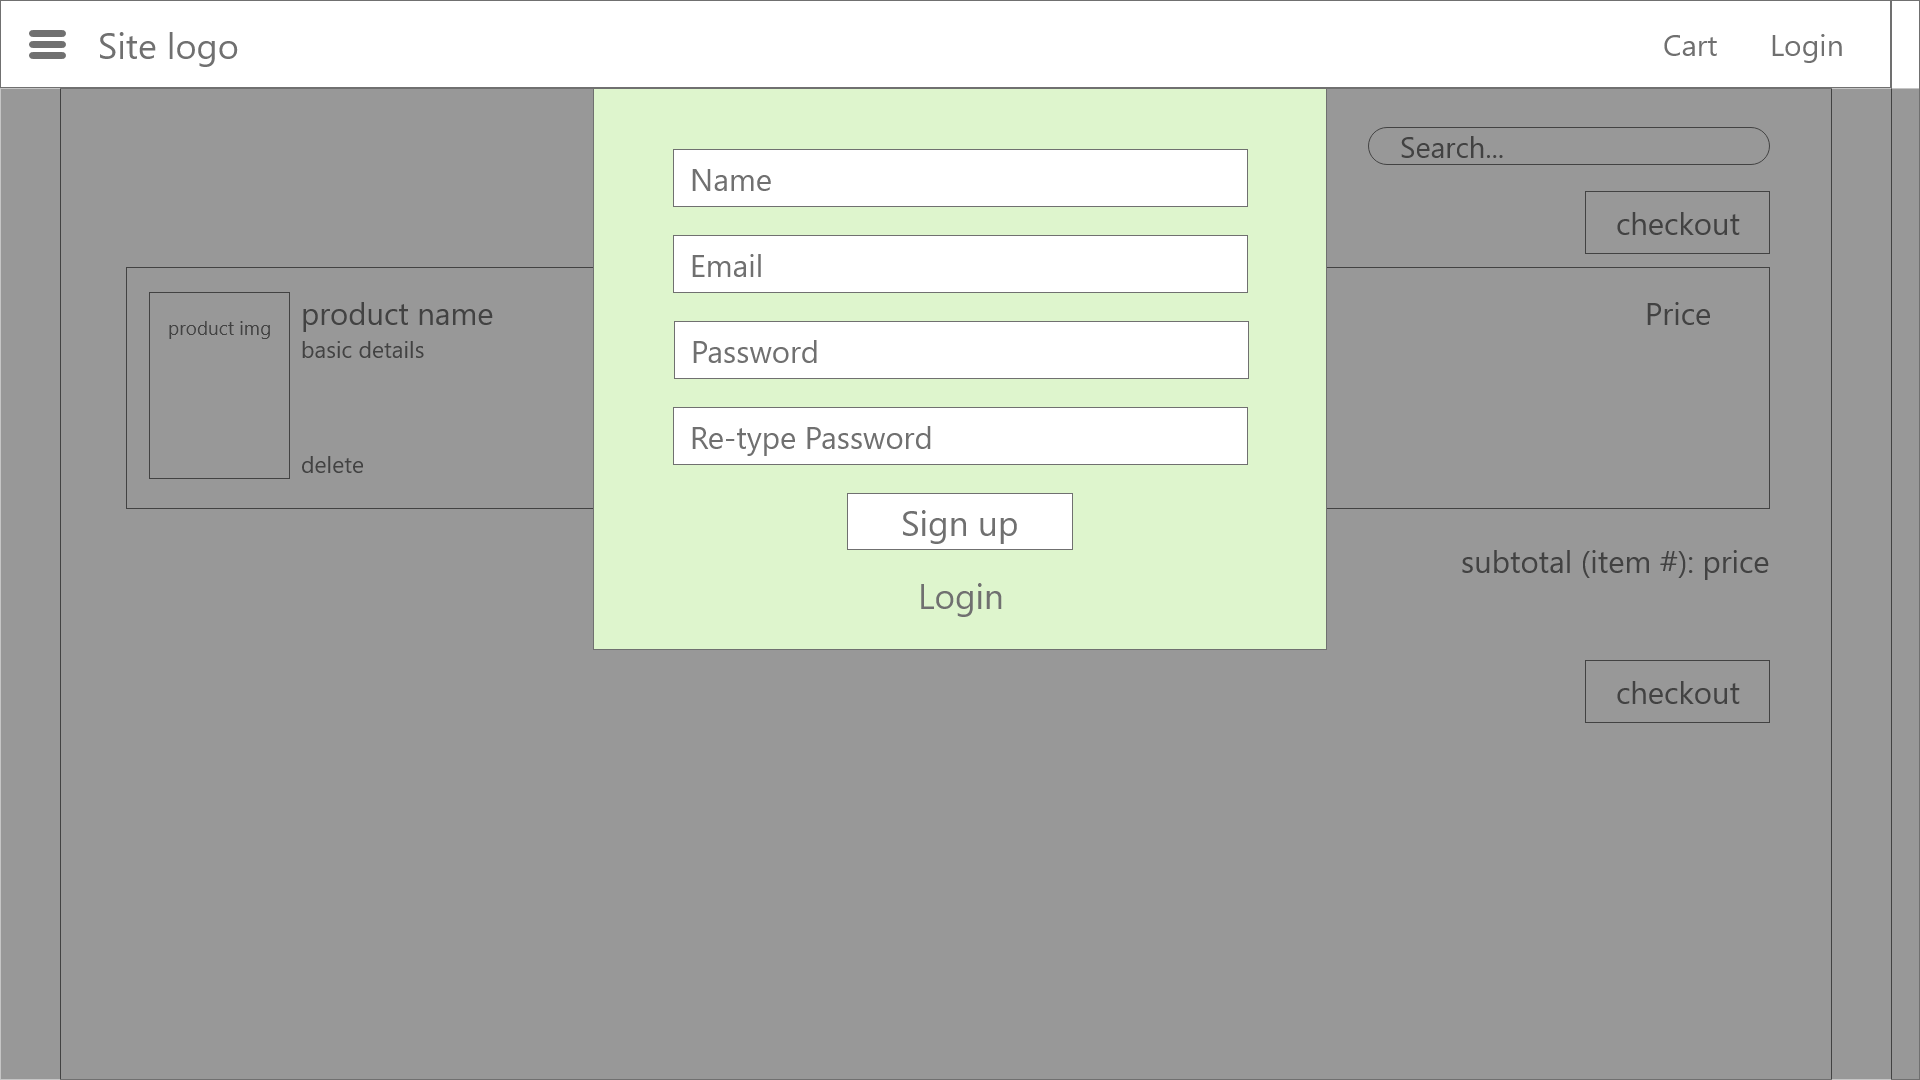 Site logo
Cart
Login
Search...
checkout
product img
product name
basic details
delete
Price
Name
Email
Password
Re-type Password
Sign up
Login
subtotal (item #): price
checkout